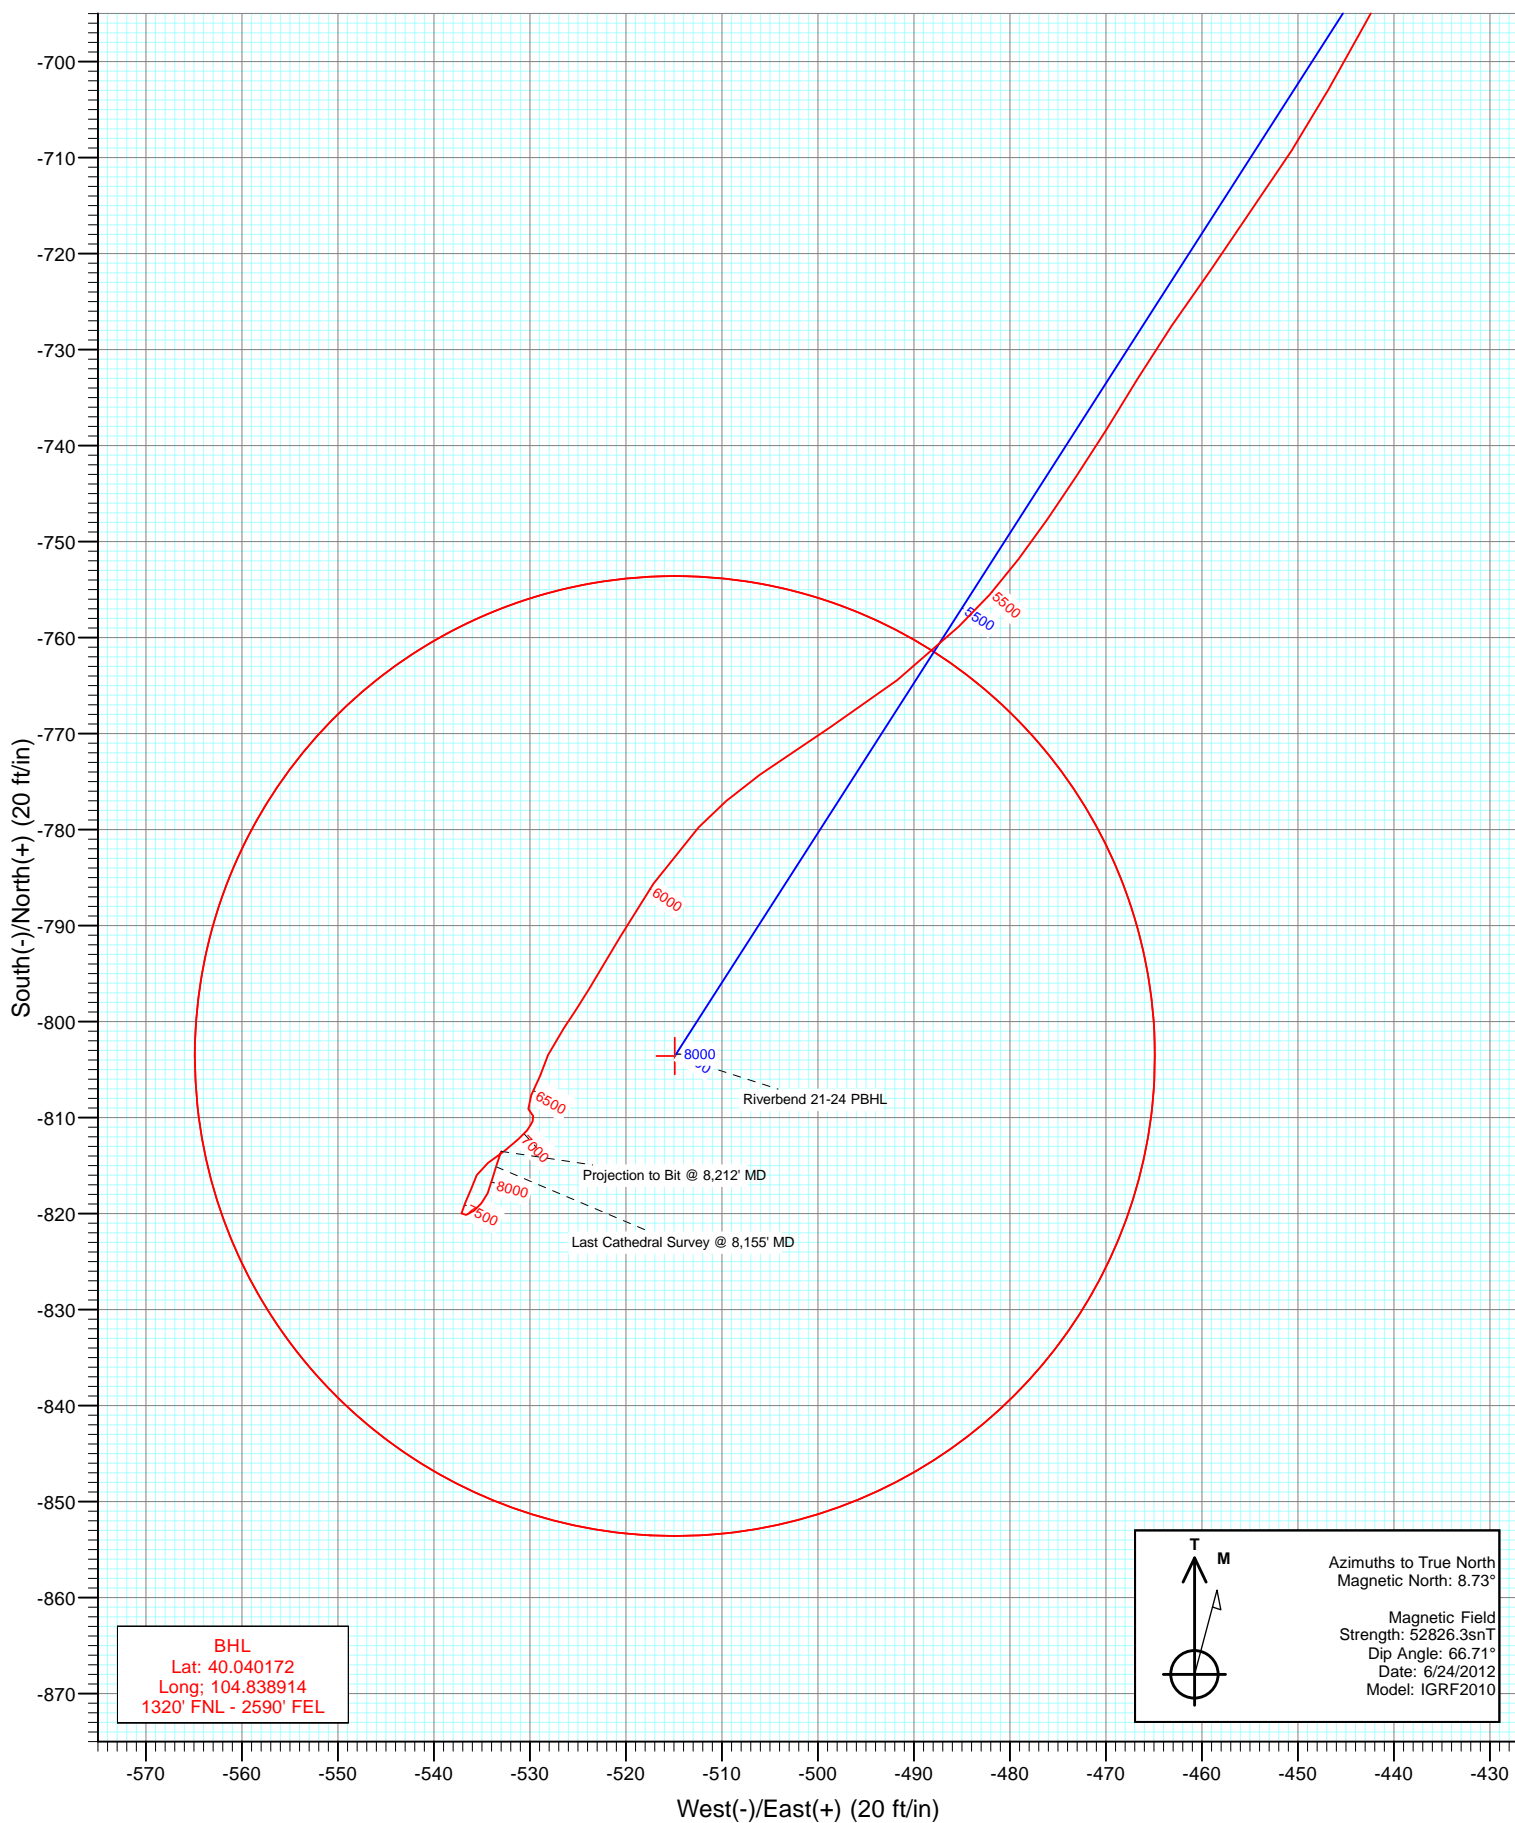 -700
-710
-720
-730
-740
-750
-760
-770
-780
-790
-800
-810
-820
-830
-840
-850
-860
-870
South(-)/North(+) (20 ft/in)
5500
5500
6000
8000
Riverbend 21-24 PBHL
6500
7000
Projection to Bit @ 8,212' MD
8000
7500
Last Cathedral Survey @ 8,155' MD
T
M
Azimuths to True North
Magnetic North: 8.73°
Magnetic Field
Strength: 52826.3snT
Dip Angle: 66.71°
Date: 6/24/2012
Model: IGRF2010
BHL
Lat: 40.040172
Long; 104.838914
1320' FNL - 2590' FEL
-570
-560
-550
-540
-530
-520
-510
-500
-490
-480
-470
-460
-450
-440
-430
West(-)/East(+) (20 ft/in)